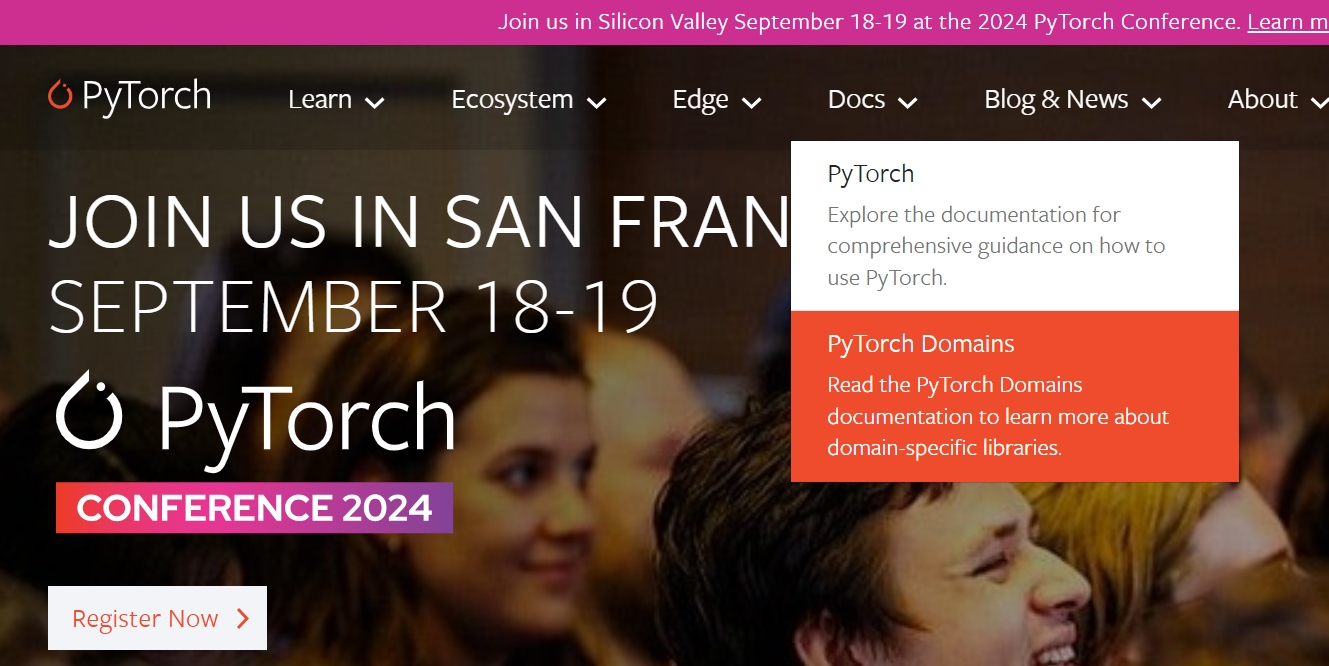 Join us in Silicon Valley September 18-19 at the 2024 PyTorch Conference. Learn m
PyTorch
Learn
Ecosystem
Edge
Docs
Blog & News
About
PyTorch
Explore the documentation for
comprehensive guidance on how to
use PyTorch.
PyTorch Domains
Read the PyTorch Domains
documentation to learn more about
domain-specific libraries.
JOIN US IN SAN FRAN
SEPTEMBER 18-19
PyTorch
CONFERENCE 2024
Register Now